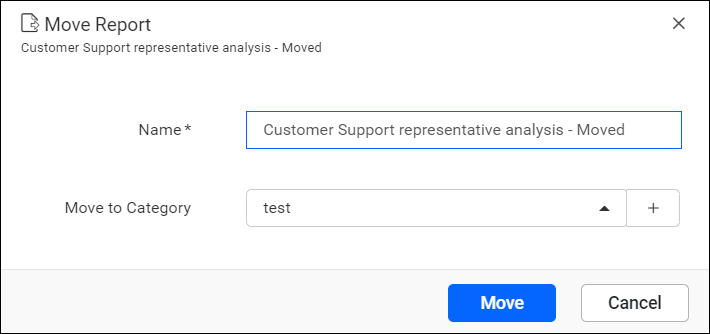 Move Report
Customer Support representative analysis - Moved
Name *
Customer Support representative analysis - Moved
Move to Category
test
+
Move
Cancel